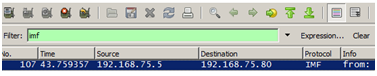 Filter: imf Expression... Clear
No. Time Source Destination Protocol Info
107 43.759357 192.168.75.5 192.168.75.80 IMF from: